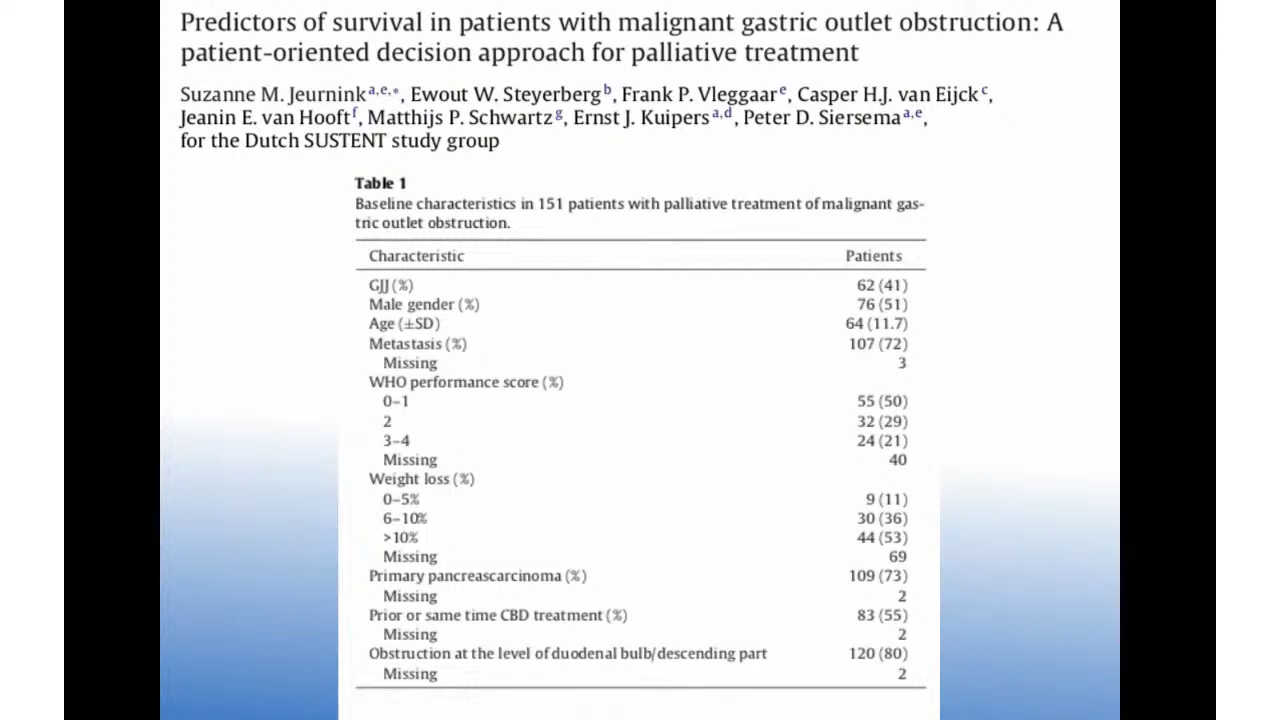 Predictors of survival in patients with malignant gastric outlet obstruction: A
patient-oriented decision approach for palliative treatment
Suzanne M. Jeurnink a,e,*, Ewout W. Steyerberg b, Frank P. Vleggaar e, Casper H.J. van Eijck c,
Jeanin E. van Hooft f, Matthijs P. Schwartz g, Ernst J. Kuipers a,d, Peter D. Siersema a,e,
for the Dutch SUSTENT study group
Table 1
Baseline characteristics in 151 patients with palliative treatment of malignant gas-
tric outlet obstruction.
Characteristic Patients
GJJ (%) 62 (41)
Male gender (%) 76 (51)
Age (±SD) 64 (11.7)
Metastasis (%) 107 (72)
Missing 3
WHO performance score (%)
0–1 55 (50)
2 32 (29)
3–4 24 (21)
Missing 40
Weight loss (%)
0–5% 9 (11)
6–10% 30 (36)
>10% 44 (53)
Missing 69
Primary pancreascarcinoma (%) 109 (73)
Missing 2
Prior or same time CBD treatment (%) 83 (55)
Missing 2
Obstruction at the level of duodenal bulb/descending part 120 (80)
Missing 2